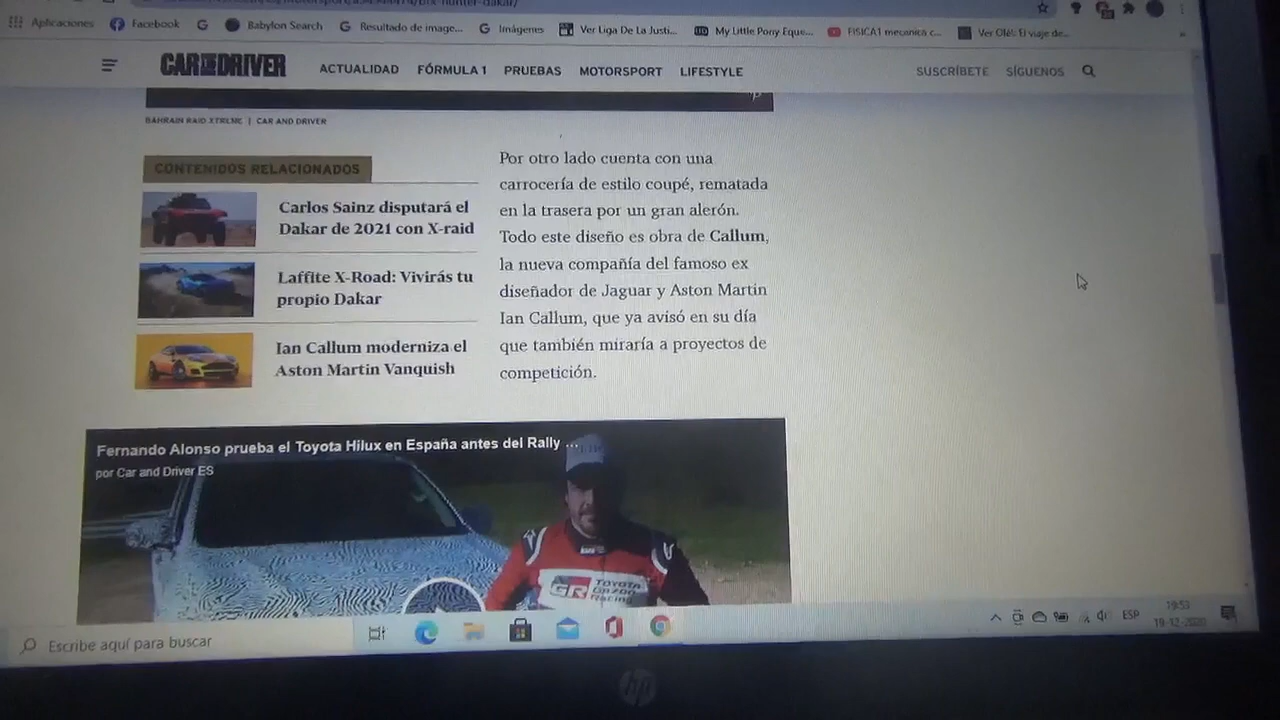 Aplicaciones Facebook Babylon Search Resultado de image... Imágenes Ver Liga De La Justi... My Little Pony Eque... FISICA1 mecanica c... Ver Olé! El viaje de...
CAR AND DRIVER ACTUALIDAD FÓRMULA 1 PRUEBAS MOTORSPORT LIFESTYLE SUSCRÍBETE SÍGUENOS
BAHRAIN RAID XTREME | CAR AND DRIVER
CONTENIDOS RELACIONADOS
Carlos Sainz disputará el
Dakar de 2021 con X-raid
Laffite X-Road: Vivirás tu
propio Dakar
Ian Callum moderniza el
Aston Martin Vanquish
Por otro lado cuenta con una
carrocería de estilo coupé, rematada
en la trasera por un gran alerón.
Todo este diseño es obra de Callum,
la nueva compañía del famoso ex
diseñador de Jaguar y Aston Martin
Ian Callum, que ya avisó en su día
que también miraría a proyectos de
competición.
Fernando Alonso prueba el Toyota Hilux en España antes del Rally ...
por Car and Driver ES
GR TOYOTA
GAZOO
Racing
Escribe aquí para buscar
ESP
19:53
19-12-2020
hp